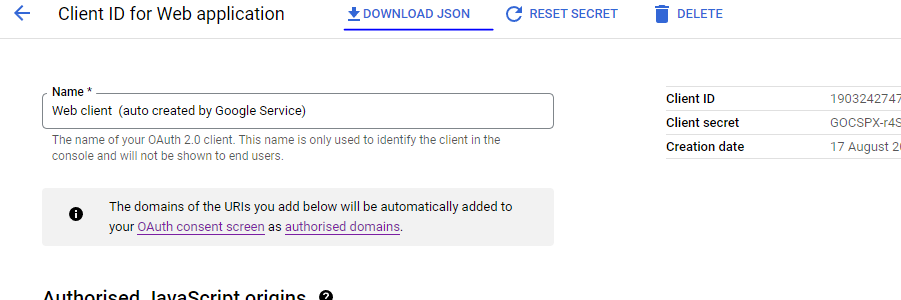 Client ID for Web application
DOWNLOAD JSON
RESET SECRET
DELETE
Name *
Web client (auto created by Google Service)
The name of your OAuth 2.0 client. This name is only used to identify the client in the
console and will not be shown to end users.
The domains of the URIs you add below will be automatically added to
your OAuth consent screen as authorised domains.
Client ID 1903242747
Client secret GOCSPX-r4S
Creation date 17 August 20
Authorised JavaScript origins